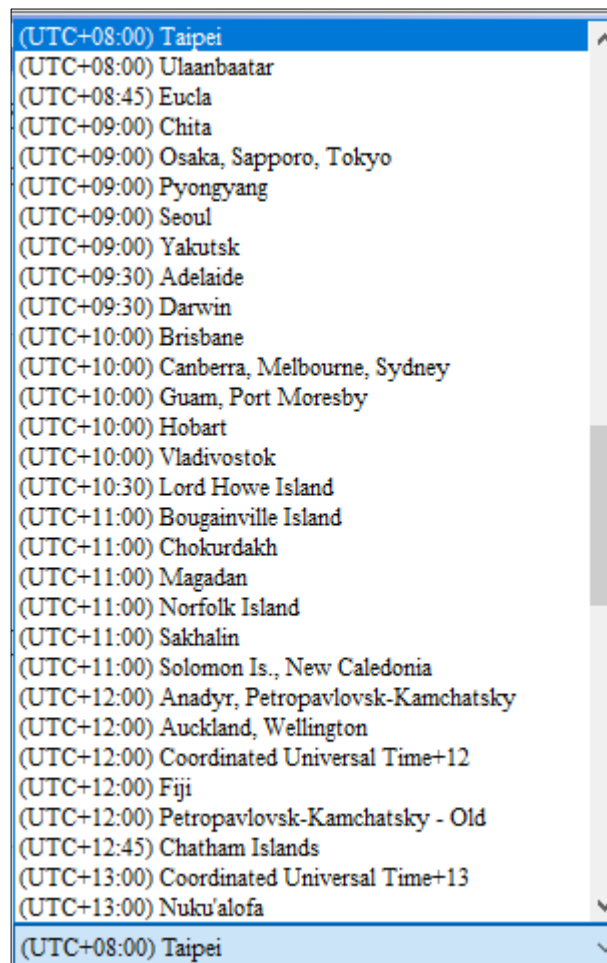 (UTC+08:00) Taipei
(UTC+08:00) Ulaanbaatar
(UTC+08:45) Eucla
(UTC+09:00) Chita
(UTC+09:00) Osaka, Sapporo, Tokyo
(UTC+09:00) Pyongyang
(UTC+09:00) Seoul
(UTC+09:00) Yakutsk
(UTC+09:30) Adelaide
(UTC+09:30) Darwin
(UTC+10:00) Brisbane
(UTC+10:00) Canberra, Melbourne, Sydney
(UTC+10:00) Guam, Port Moresby
(UTC+10:00) Hobart
(UTC+10:00) Vladivostok
(UTC+10:30) Lord Howe Island
(UTC+11:00) Bougainville Island
(UTC+11:00) Chokurdakh
(UTC+11:00) Magadan
(UTC+11:00) Norfolk Island
(UTC+11:00) Sakhalin
(UTC+11:00) Solomon Is., New Caledonia
(UTC+12:00) Anadyr, Petropavlovsk-Kamchatsky
(UTC+12:00) Auckland, Wellington
(UTC+12:00) Coordinated Universal Time+12
(UTC+12:00) Fiji
(UTC+12:00) Petropavlovsk-Kamchatsky - Old
(UTC+12:45) Chatham Islands
(UTC+13:00) Coordinated Universal Time+13
(UTC+13:00) Nuku'alofa
(UTC+08:00) Taipei